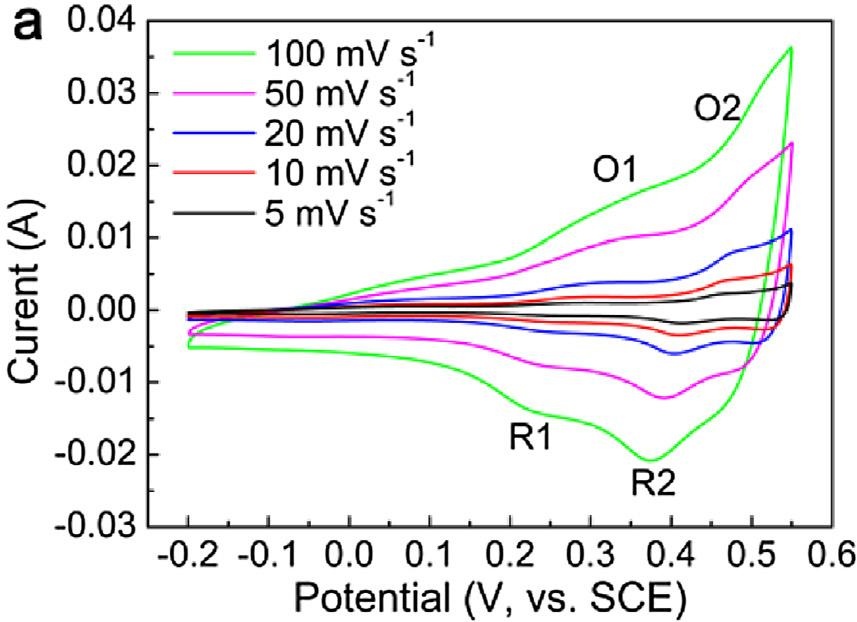 a
100 mV s⁻¹
50 mV s⁻¹
20 mV s⁻¹
10 mV s⁻¹
5 mV s⁻¹
O1
O2
R1
R2
0.04
0.03
0.02
0.01
0.00
-0.01
-0.02
-0.03
Curent (A)
-0.2 -0.1 0.0 0.1 0.2 0.3 0.4 0.5 0.6
Potential (V, vs. SCE)